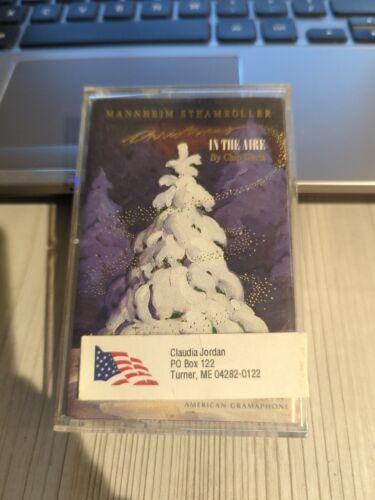 MANNHEIM STEAMROLLER
Christmas
IN THE AIRE
By Chip Davis
Claudia Jordan
PO Box 122
Turner, ME 04282-0122
AMERICAN GRAMAPHONE